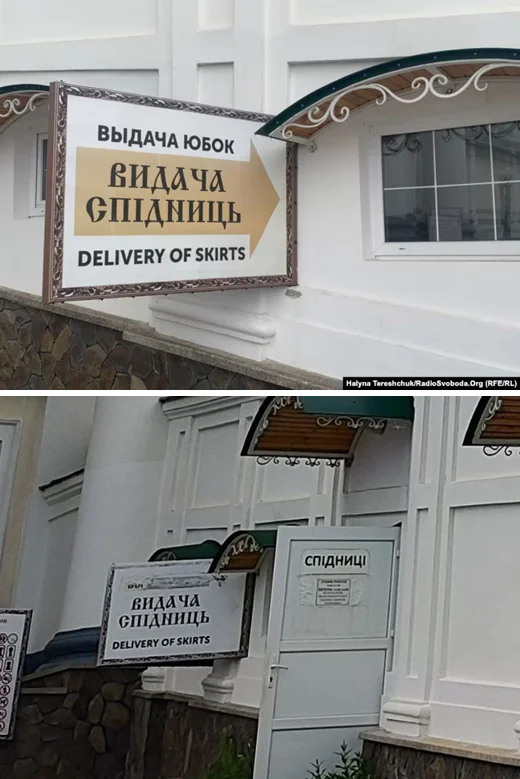 ВЫДАЧА ЮБОК
ВИДАЧА
СПІДНИЦЬ
DELIVERY OF SKIRTS
Halyna Tereshchuk/RadioSvoboda.Org (RFE/RL)
СПІДНИЦІ
ВИДАЧА
СПІДНИЦЬ
DELIVERY OF SKIRTS